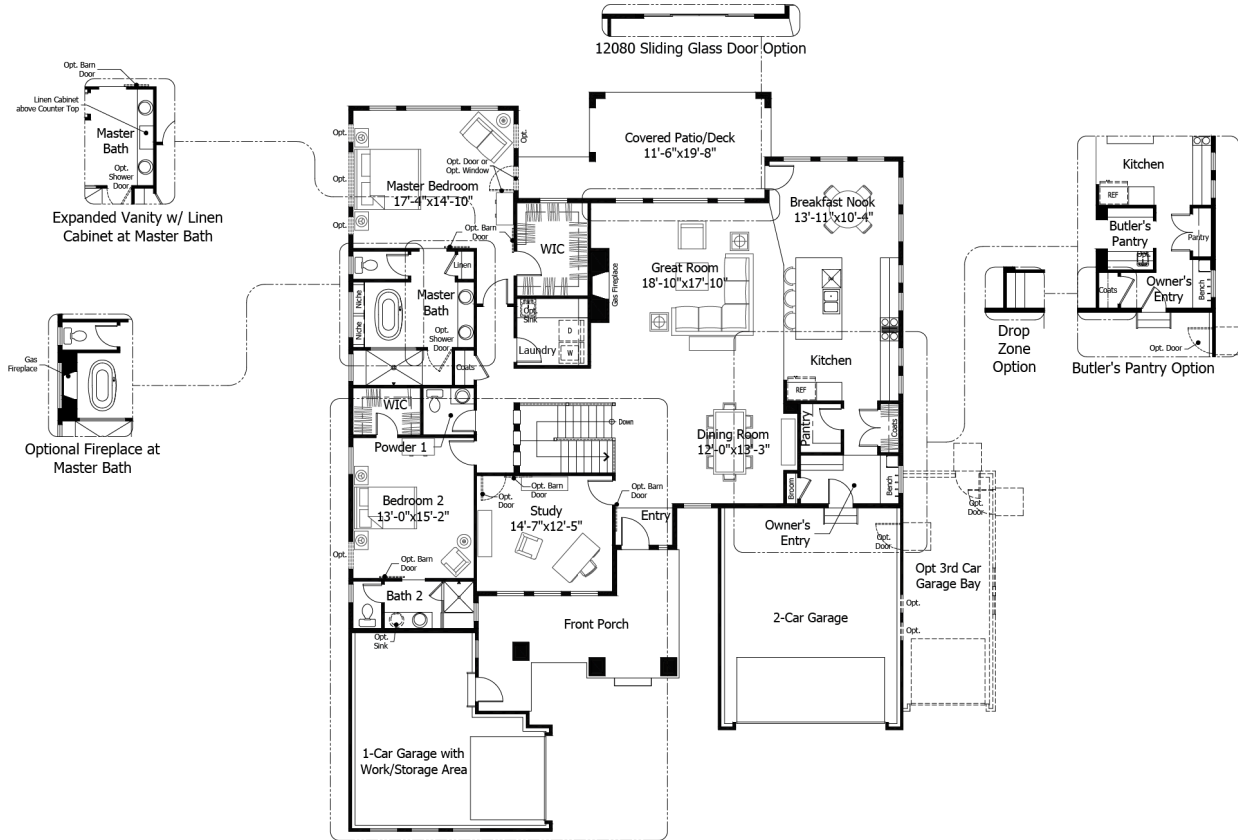 12080 Sliding Glass Door Option
Opt. Barn
Door
Linen Cabinet
above Counter Top
Master
Bath
Opt.
Shower
Door
Expanded Vanity w/ Linen
Cabinet at Master Bath
Gas
Fireplace
Optional Fireplace at
Master Bath
Covered Patio/Deck
11'-6"x19'-8"
Opt.
Opt.
Opt.
Opt.
Opt. Door or
Opt. Window
Master Bedroom
17'-4"x14'-10"
Opt. Barn
Door
WIC
Linen
Niche
Niche
Master
Bath
Opt.
Shower
Door
Coats
Opt.
Sink
Laundry
D
W
Gas Fireplace
Great Room
18'-10"x17'-10"
Breakfast Nook
13'-11"x10'-4"
Kitchen
REF
Pantry
Coats
Dining Room
12'-0"x13'-3"
Broom
Bench
Owner's
Entry
WIC
Powder 1
Down
Bedroom 2
13'-0"x15'-2"
Opt.
Opt. Barn
Door
Opt.
Door
Opt. Barn
Door
Study
14'-7"x12'-5"
Opt. Barn
Door
Entry
Bath 2
Opt.
Sink
Front Porch
1-Car Garage with
Work/Storage Area
2-Car Garage
Opt.
Door
Opt.
Door
Opt 3rd Car
Garage Bay
Opt.
Opt.
Drop
Zone
Option
Kitchen
REF
Butler's
Pantry
Pantry
Coats
Owner's
Entry
Bench
Opt. Door
Butler's Pantry Option